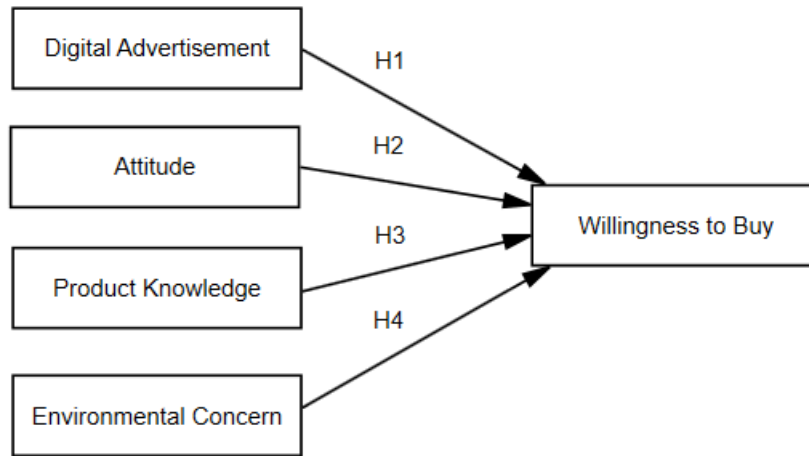 Digital Advertisement
H1
Attitude
H2
Willingness to Buy
Product Knowledge
H3
Environmental Concern
H4